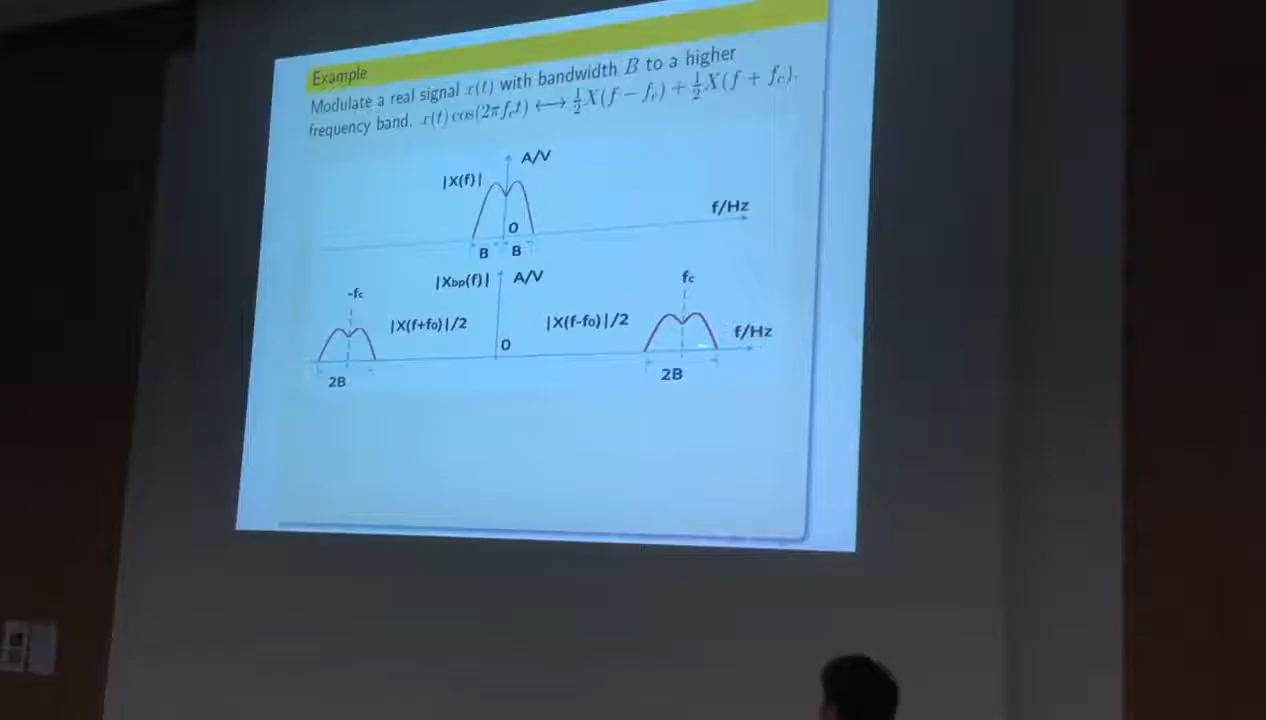 Example
Modulate a real signal x(t) with bandwidth B to a higher
frequency band. x(t) cos(2πf_ct) ⟷ ½X(f − f_c) + ½X(f + f_c).
A/V
|X(f)|
f/Hz
0
B B
|Xbp(f)| A/V
-fc
fc
|X(f+fo)|/2
|X(f-fo)|/2
f/Hz
0
2B
2B